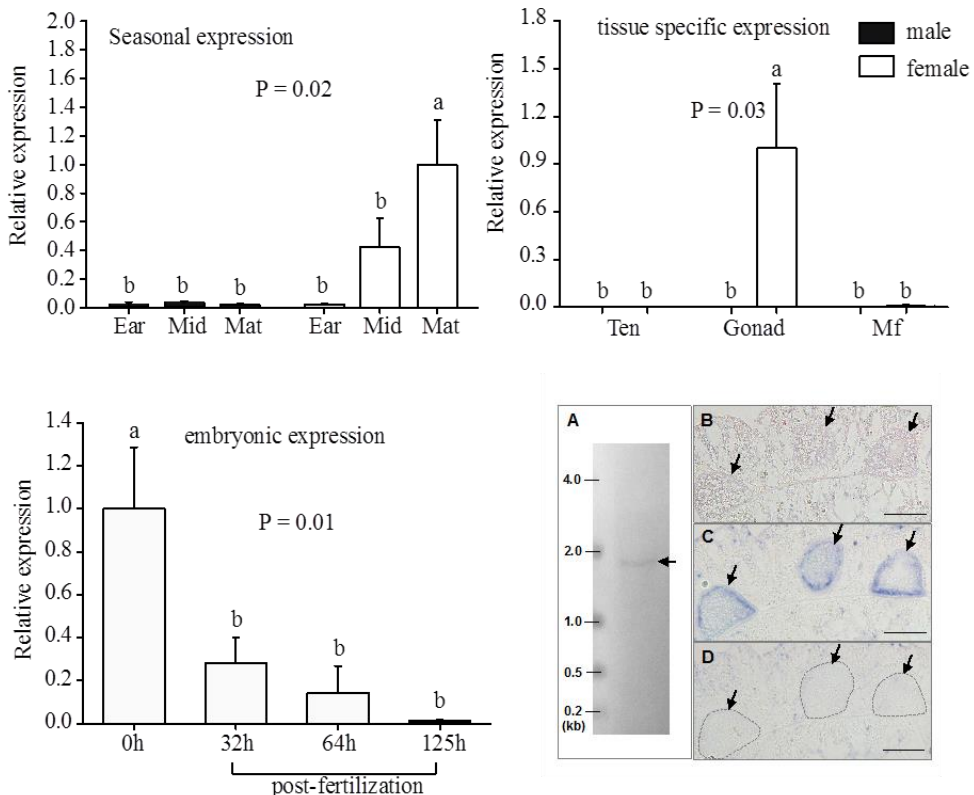 Seasonal expression
P = 0.02
Relative expression
2.0
1.8
1.6
1.4
1.2
1.0
0.8
0.6
0.4
0.2
0.0
b b b b b a
Ear Mid Mat Ear Mid Mat
tissue specific expression
male
female
P = 0.03
Relative expression
1.8
1.5
1.2
0.9
0.6
0.3
0.0
b b b a b b
Ten Gonad Mf
embryonic expression
P = 0.01
Relative expression
1.4
1.2
1.0
0.8
0.6
0.4
0.2
0.0
a b b b
0h 32h 64h 125h
post-fertilization
A
4.0
2.0
1.0
0.5
0.2
(kb)
B
C
D